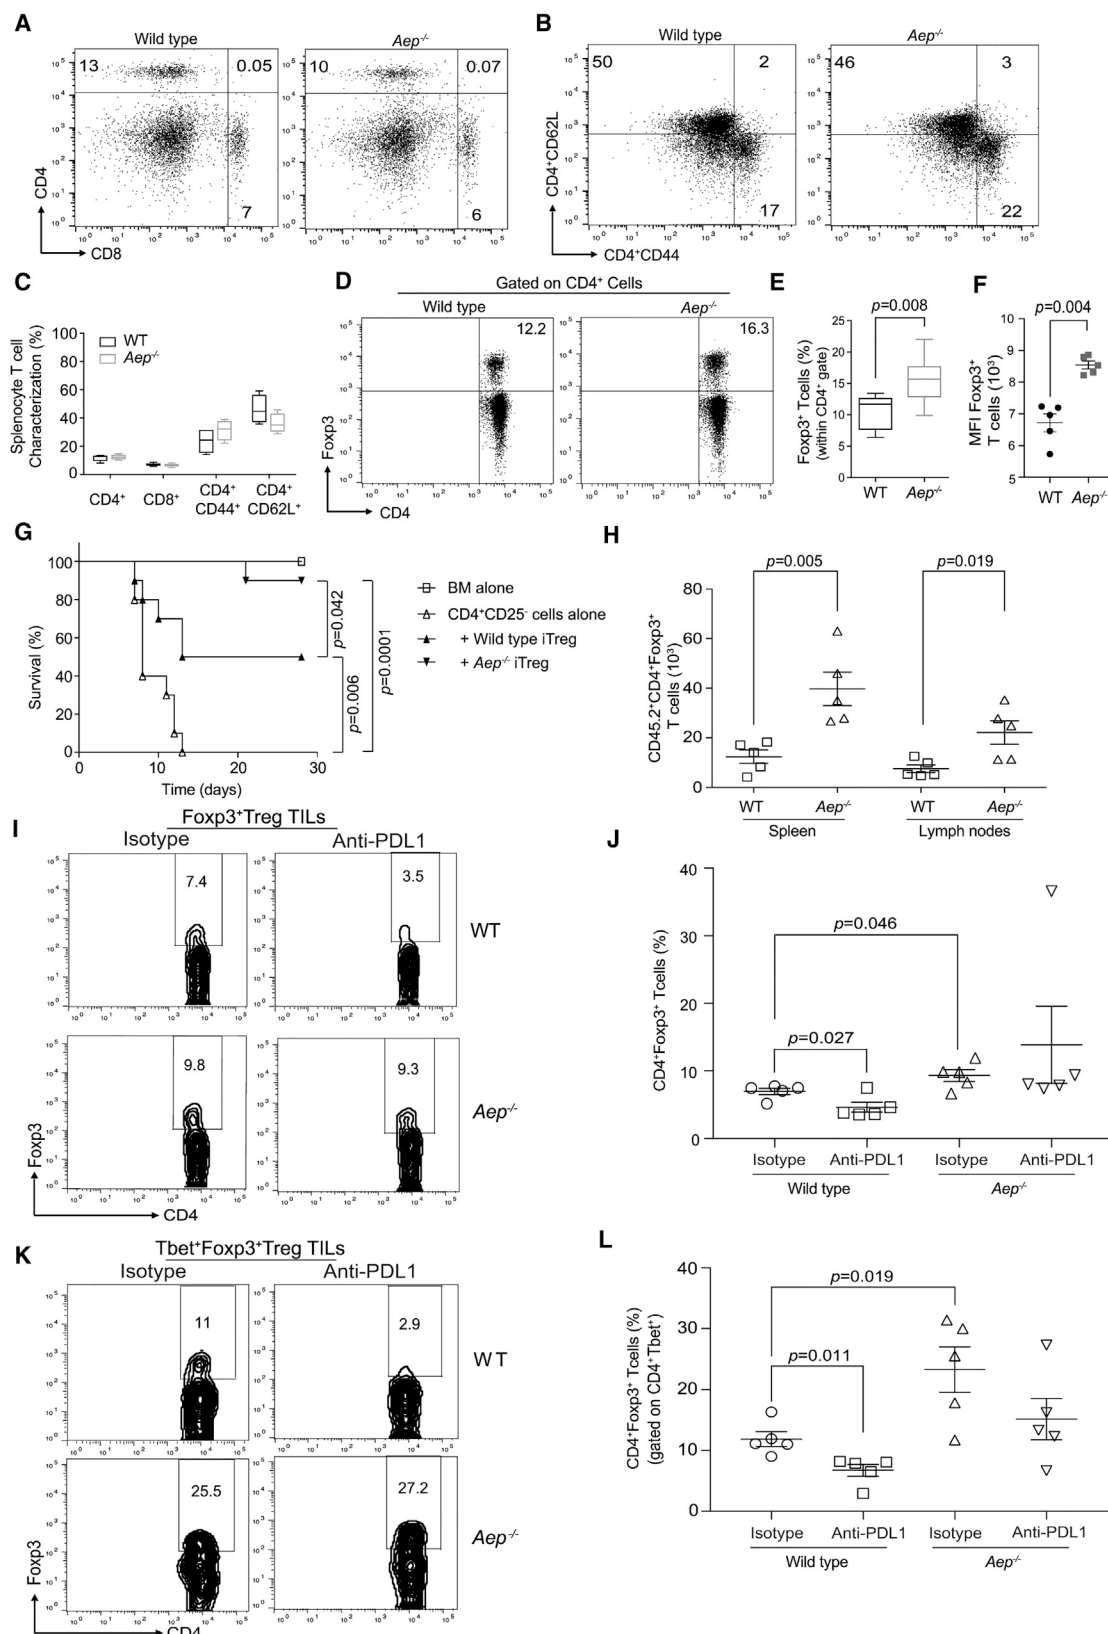 A
Wild type
Aep-/-
13
0.05
10
0.07
7
6
CD4
CD8
B
Wild type
Aep-/-
50
2
46
3
17
22
CD4+CD62L
CD4+CD44
C
Splenocyte T cell
Characterization (%)
100
80
60
40
20
0
WT
Aep-/-
CD4+
CD8+
CD4+
CD44+
CD4+
CD62L+
D
Gated on CD4+ Cells
Wild type
Aep-/-
12.2
16.3
Foxp3
CD4
E
p=0.008
Foxp3+ Tcells (%)
(within CD4+ gate)
25
20
15
10
5
0
WT
Aep-/-
F
p=0.004
MFI Foxp3+
T cells (10³)
10
9
8
7
6
5
WT
Aep-/-
G
Survival (%)
100
80
60
40
20
0
0
10
20
30
Time (days)
p=0.042
p=0.006
p=0.0001
BM alone
CD4+CD25- cells alone
+ Wild type iTreg
+ Aep-/- iTreg
H
CD45.2+CD4+Foxp3+
T cells (10³)
80
60
40
20
0
p=0.005
p=0.019
WT
Aep-/-
WT
Aep-/-
Spleen
Lymph nodes
I
Foxp3+Treg TILs
Isotype
Anti-PDL1
7.4
3.5
WT
9.8
9.3
Aep-/-
Foxp3
CD4
J
CD4+Foxp3+ Tcells (%)
40
30
20
10
0
p=0.046
p=0.027
Isotype
Anti-PDL1
Isotype
Anti-PDL1
Wild type
Aep-/-
K
Tbet+Foxp3+Treg TILs
Isotype
Anti-PDL1
11
2.9
WT
25.5
27.2
Aep-/-
Foxp3
CD4
L
CD4+Foxp3+ Tcells (%)
(gated on CD4+Tbet+)
40
30
20
10
0
p=0.019
p=0.011
Isotype
Anti-PDL1
Isotype
Anti-PDL1
Wild type
Aep-/-